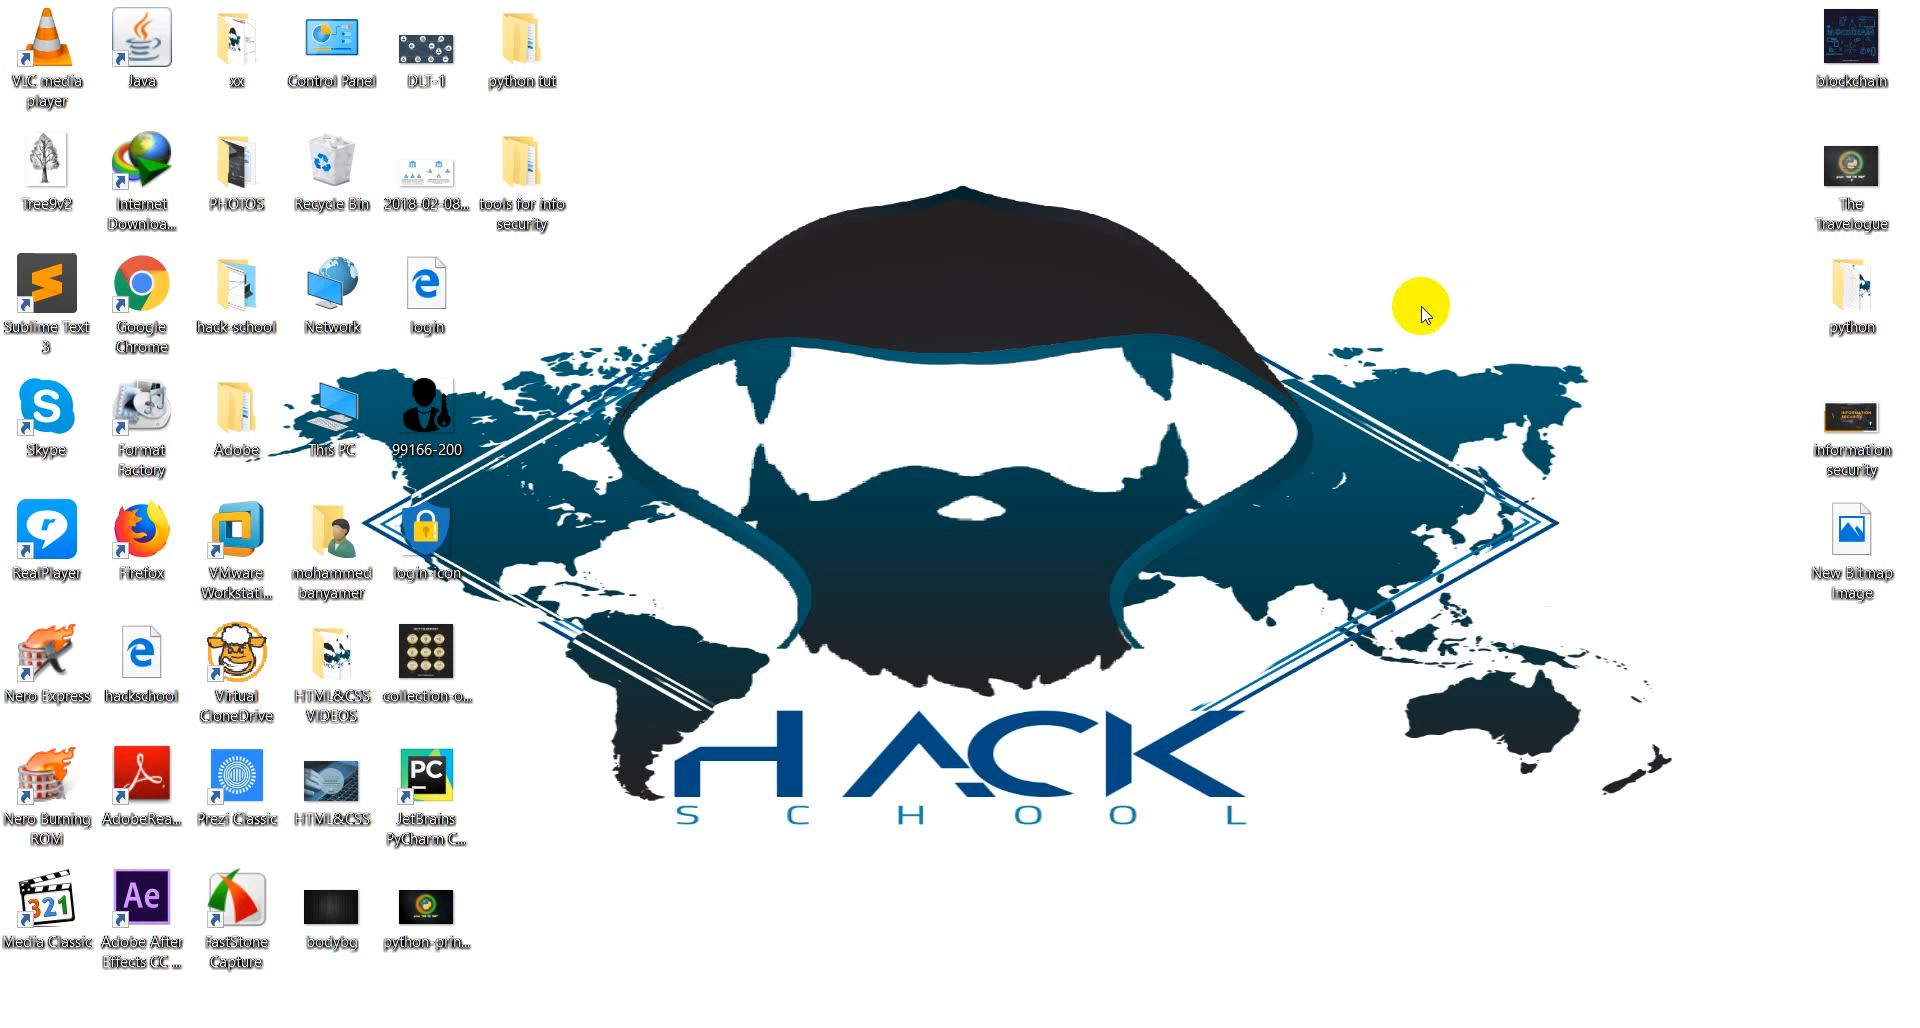 VLC media
player
Java
xx
Control Panel
DLT-1
python tut
blockchain
Tree9v2
Internet
Downloa...
PHOTOS
Recycle Bin
2018-02-08...
tools for info
security
The
Travelogue
Sublime Text
3
Google
Chrome
hack-school
Network
login
python
Skype
Format
Factory
Adobe
This PC
99166-200
information
security
RealPlayer
Firefox
VMware
Workstati...
mohammed
banyamer
login-icon
New Bitmap
Image
Nero Express
hackschool
Virtual
CloneDrive
HTML&CSS
VIDEOS
collection-o...
HACK
SCHOOL
Nero Burning
ROM
AdobeRea...
Prezi Classic
HTML&CSS
PC
JetBrains
PyCharm C...
321
Media Classic
Ae
Adobe After
Effects CC ...
FastStone
Capture
bodybg
python-prin...